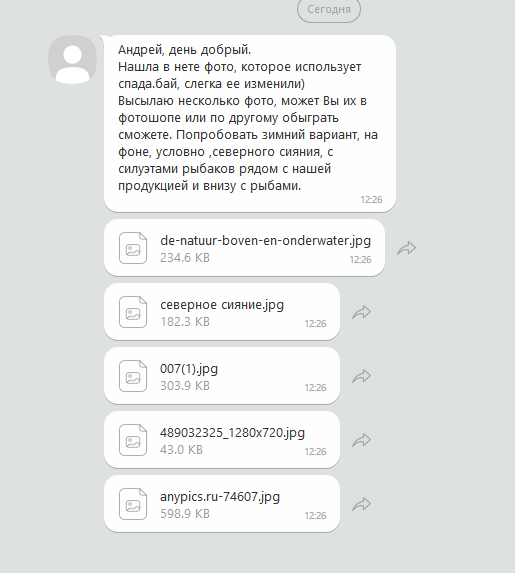 Сегодня
Андрей, день добрый.
Нашла в нете фото, которое использует
спада.бай, слегка ее изменили)
Высылаю несколько фото, может Вы их в
фотошопе или по другому обыграть
сможете. Попробовать зимний вариант, на
фоне, условно ,северного сияния, с
силуэтами рыбаков рядом с нашей
продукцией и внизу с рыбами.
12:26
de-natuur-boven-en-onderwater.jpg
234.6 KB
12:26
северное сияние.jpg
182.3 KB
12:26
007(1).jpg
303.9 KB
12:26
489032325_1280x720.jpg
43.0 KB
12:26
anypics.ru-74607.jpg
598.9 KB
12:26